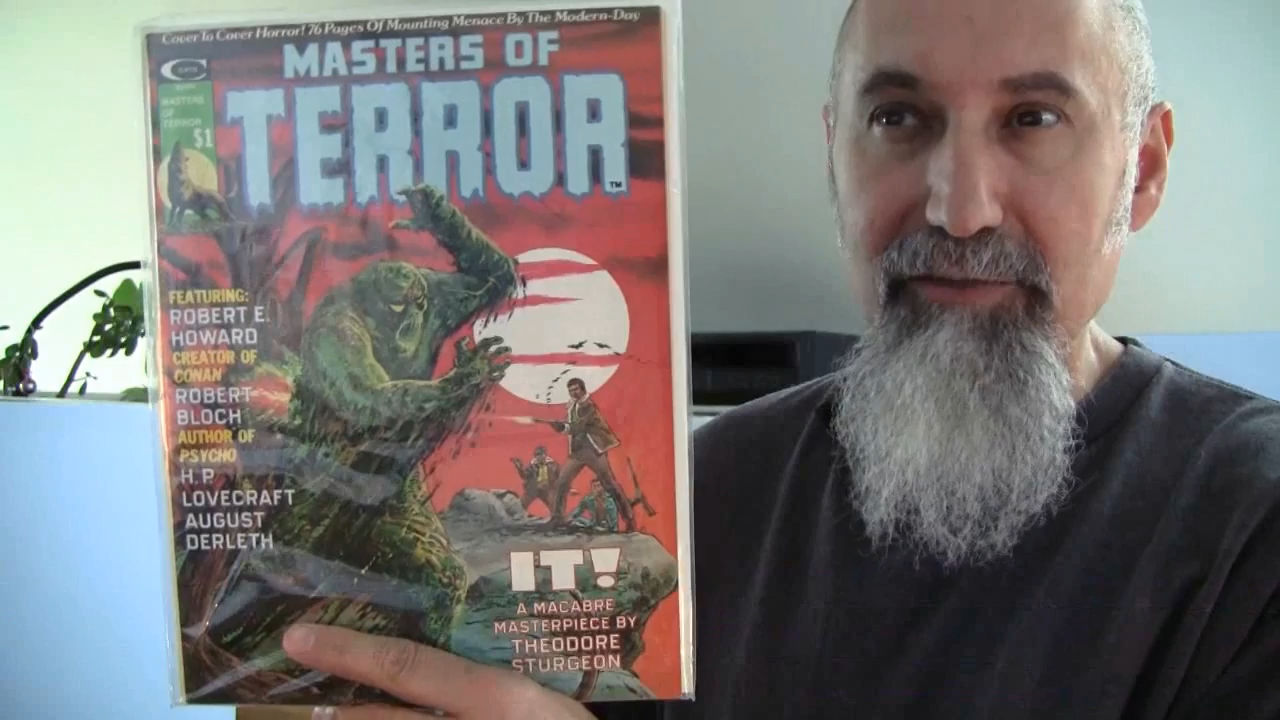 Cover To Cover Horror! 76 Pages Of Mounting Menace By The Modern-Day
MASTERS OF
TERROR
TM
MASTERS
OF
TERROR
$1
FEATURING:
ROBERT E.
HOWARD
CREATOR OF
CONAN
ROBERT
BLOCH
AUTHOR OF
PSYCHO
H.P.
LOVECRAFT
AUGUST
DERLETH
IT!
A MACABRE
MASTERPIECE BY
THEODORE
STURGEON